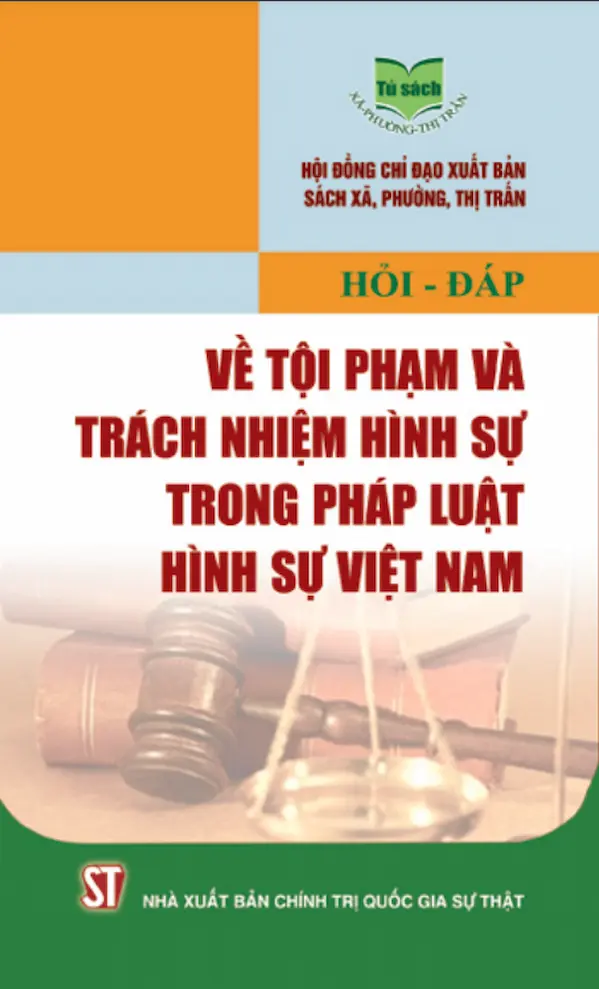 Tủ sách
XÃ-PHƯỜNG-THỊ TRẤN
HỘI ĐỒNG CHỈ ĐẠO XUẤT BẢN
SÁCH XÃ, PHƯỜNG, THỊ TRẤN
HỎI - ĐÁP
VỀ TỘI PHẠM VÀ
TRÁCH NHIỆM HÌNH SỰ
TRONG PHÁP LUẬT
HÌNH SỰ VIỆT NAM
ST
NHÀ XUẤT BẢN CHÍNH TRỊ QUỐC GIA SỰ THẬT